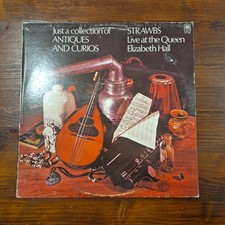 Just a collection of
ANTIQUES
AND CURIOS
STRAWBS
Live at the Queen
Elizabeth Hall